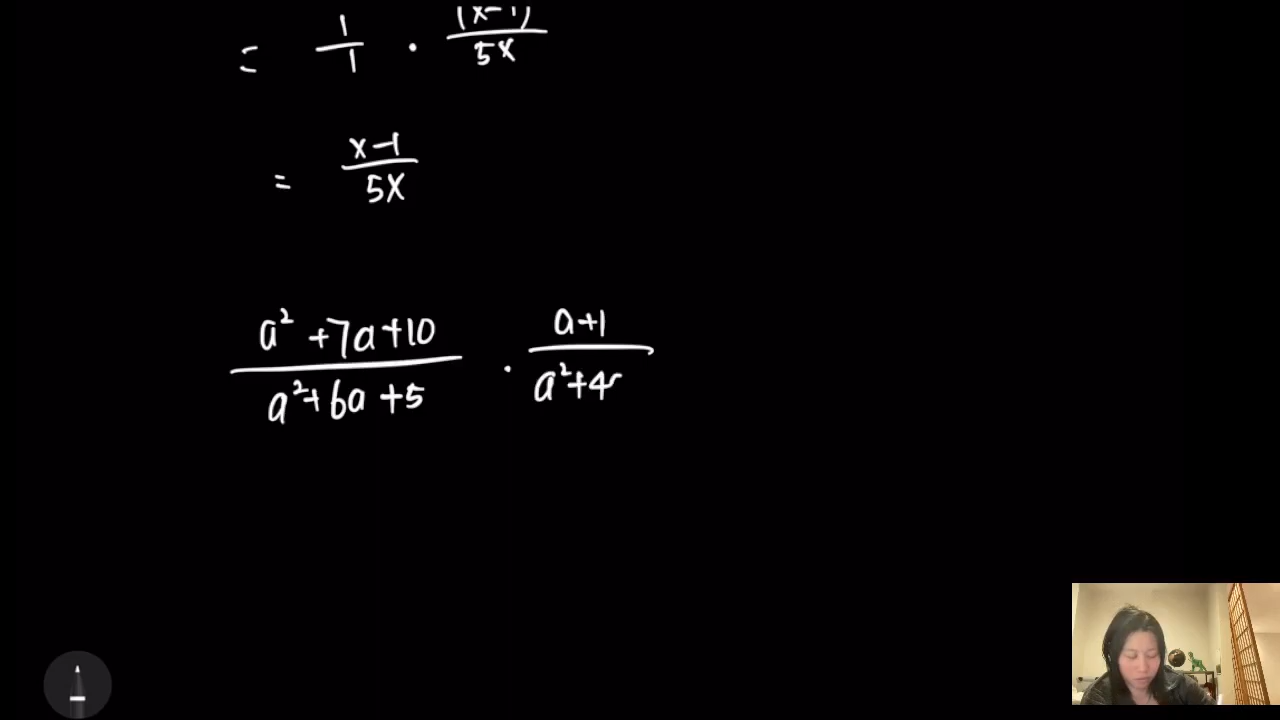 = 1/1 · (x-1)/5x
= x-1/5x
a²+7a+10/a²+6a+5 · a+1/a²+4